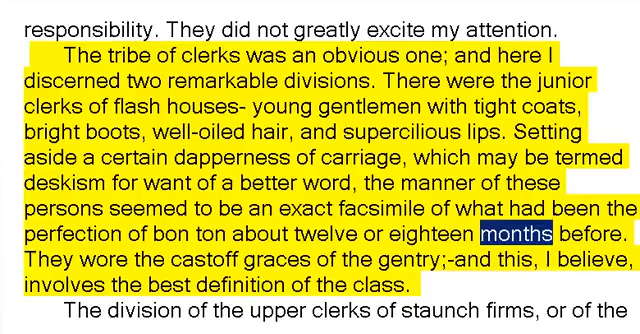 responsibility. They did not greatly excite my attention.
The tribe of clerks was an obvious one; and here I
discerned two remarkable divisions. There were the junior
clerks of flash houses- young gentlemen with tight coats,
bright boots, well-oiled hair, and supercilious lips. Setting
aside a certain dapperness of carriage, which may be termed
deskism for want of a better word, the manner of these
persons seemed to be an exact facsimile of what had been the
perfection of bon ton about twelve or eighteen months before.
They wore the castoff graces of the gentry;-and this, I believe,
involves the best definition of the class.
The division of the upper clerks of staunch firms, or of the